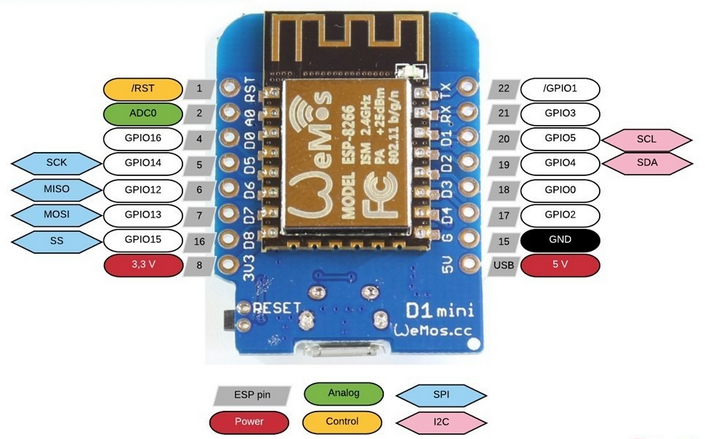 /RST 1 RST TX 22 /GPIO1
ADC0 2 A0 RX 21 GPIO3
GPIO16 4 D0 D1 20 GPIO5 SCL
SCK GPIO14 5 D5 D2 19 GPIO4 SDA
MISO GPIO12 6 D6 D3 18 GPIO0
MOSI GPIO13 7 D7 D4 17 GPIO2
SS GPIO15 16 D8 G 15 GND
3,3 V 8 3V3 5V USB 5 V
WeMos
MODEL ESP-8266
ISM 2.4GHz
PA +25dBm
802.11 b/g/n
FC
RESET
D1 mini
WeMos.cc
ESP pin Analog SPI
Power Control I2C